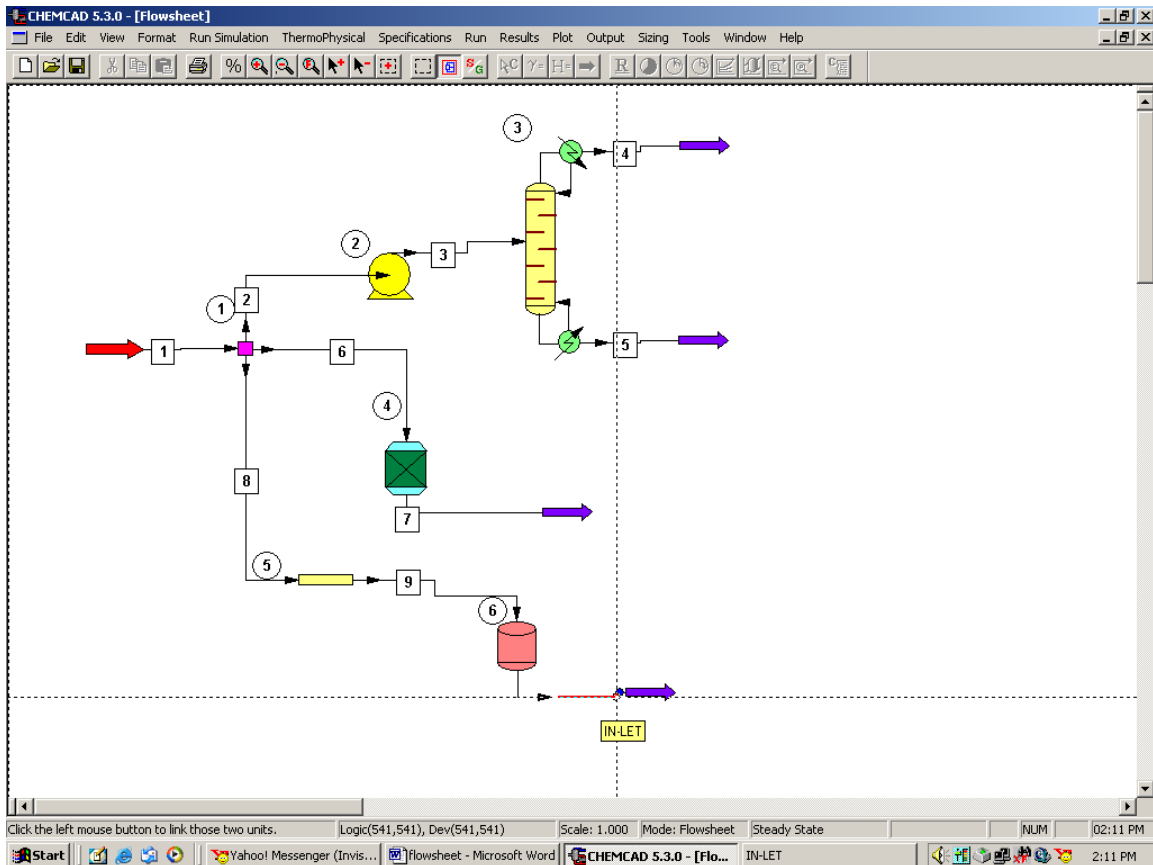 CHEMCAD 5.3.0 - [Flowsheet]
File Edit View Format Run Simulation ThermoPhysical Specifications Run Results Plot Output Sizing Tools Window Help
% R S/G C γ= H= R C
3
4
2
3
1
2
1
6
5
4
8
7
5
9
6
IN-LET
Click the left mouse button to link those two units. Logic(541,541), Dev(541,541) Scale: 1.000 Mode: Flowsheet Steady State NUM 02:11 PM
Start Yahoo! Messenger (Invis... flowsheet - Microsoft Word CHEMCAD 5.3.0 - [Flo... IN-LET 2:11 PM